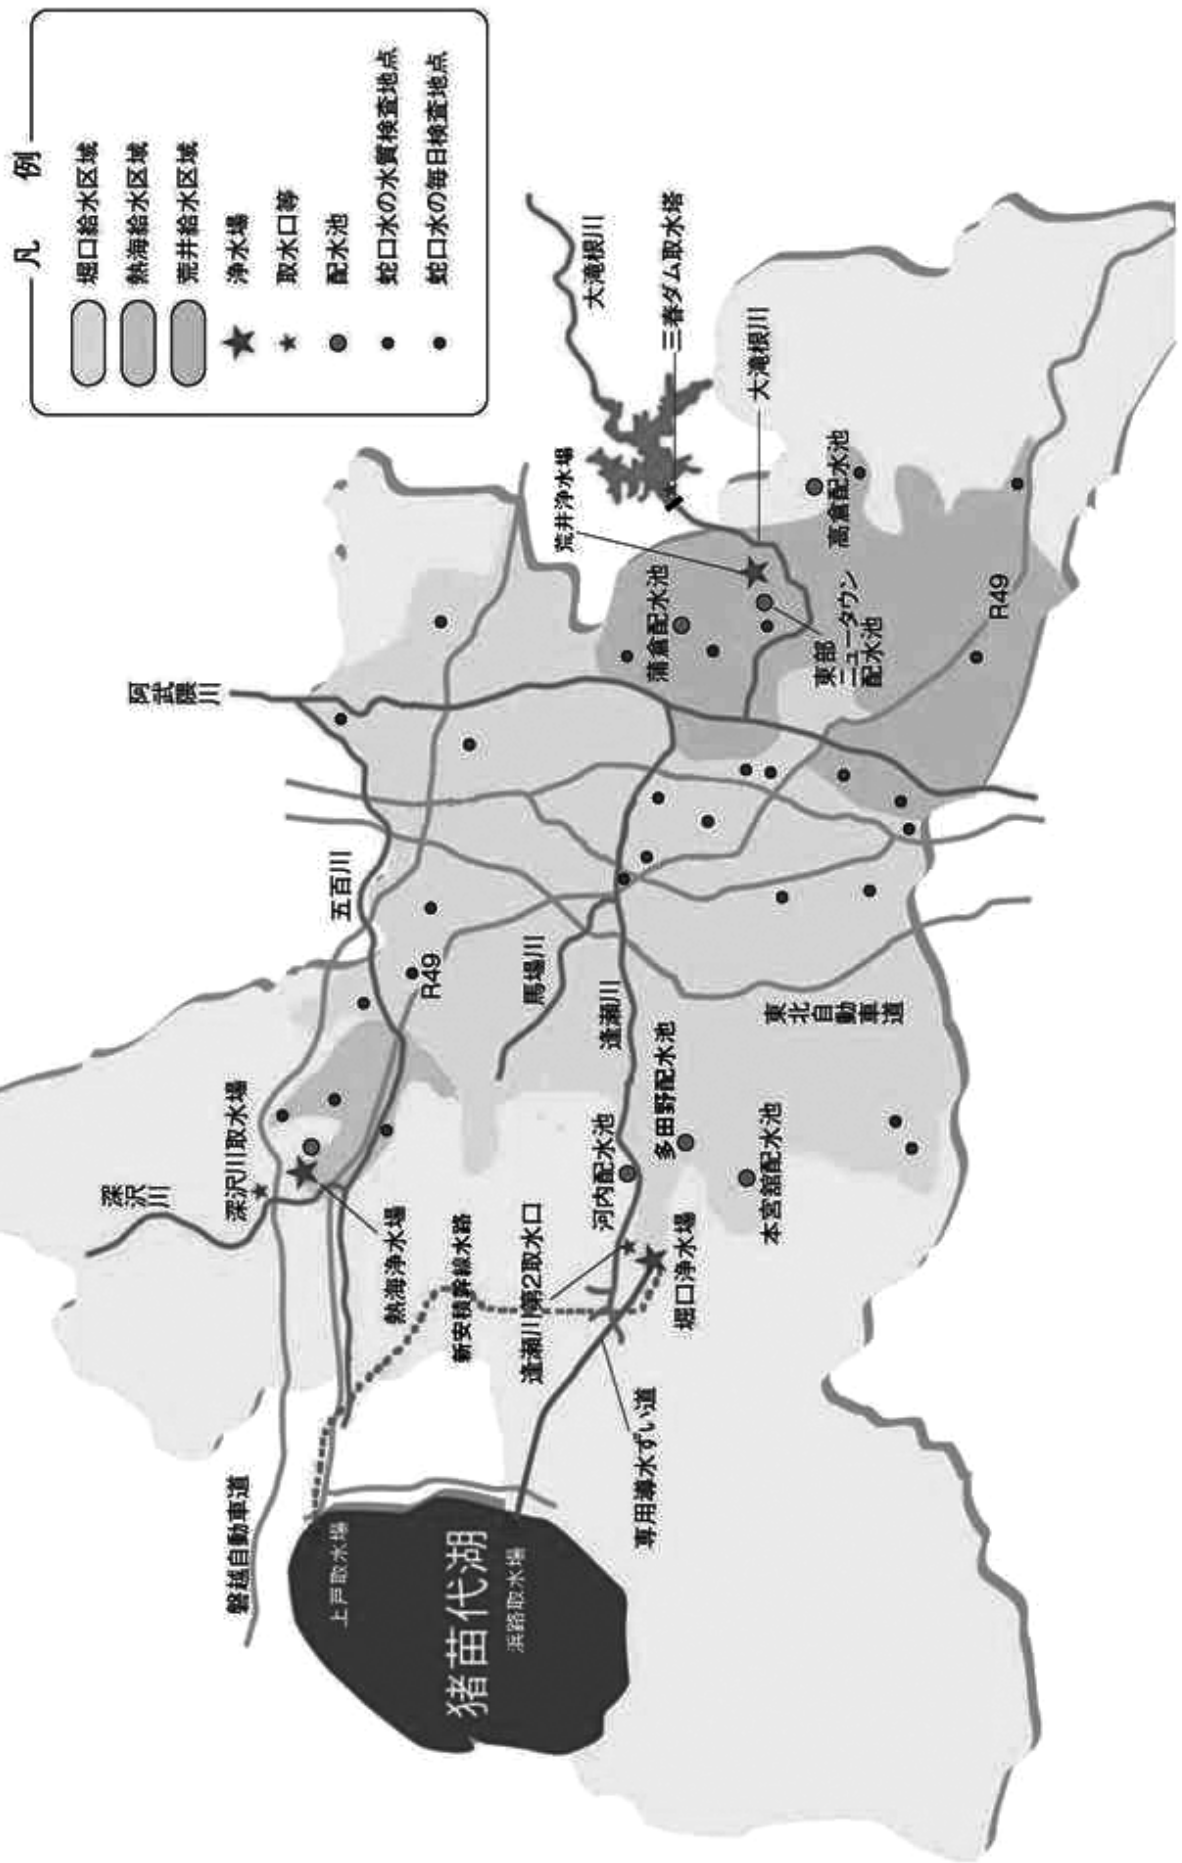 凡 例
堀口給水区域
熱海給水区域
荒井給水区域
浄水場
取水口等
配水池
蛇口水の水質検査地点
蛇口水の毎日検査地点
大滝根川
三春ダム取水塔
大滝根川
荒井浄水場
高倉配水池
蒲倉配水池
東部
ニュータウン
配水池
R49
阿武隈川
五百川
R49
馬場川
逢瀬川
東北自動車道
多田野配水池
河内配水池
本宮舘配水池
深沢川取水場
深沢川
熱海浄水場
新安積幹線水路
逢瀬川第2取水口
堀口浄水場
専用導水ずい道
磐越自動車道
上戸取水場
猪苗代湖
浜路取水場